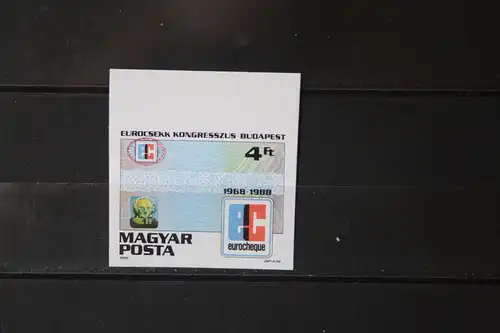 EUROCSEKK KONGRESSZUS·BUDAPEST
4 Ft
1968-1988
eurocheque
MAGYAR
POSTA